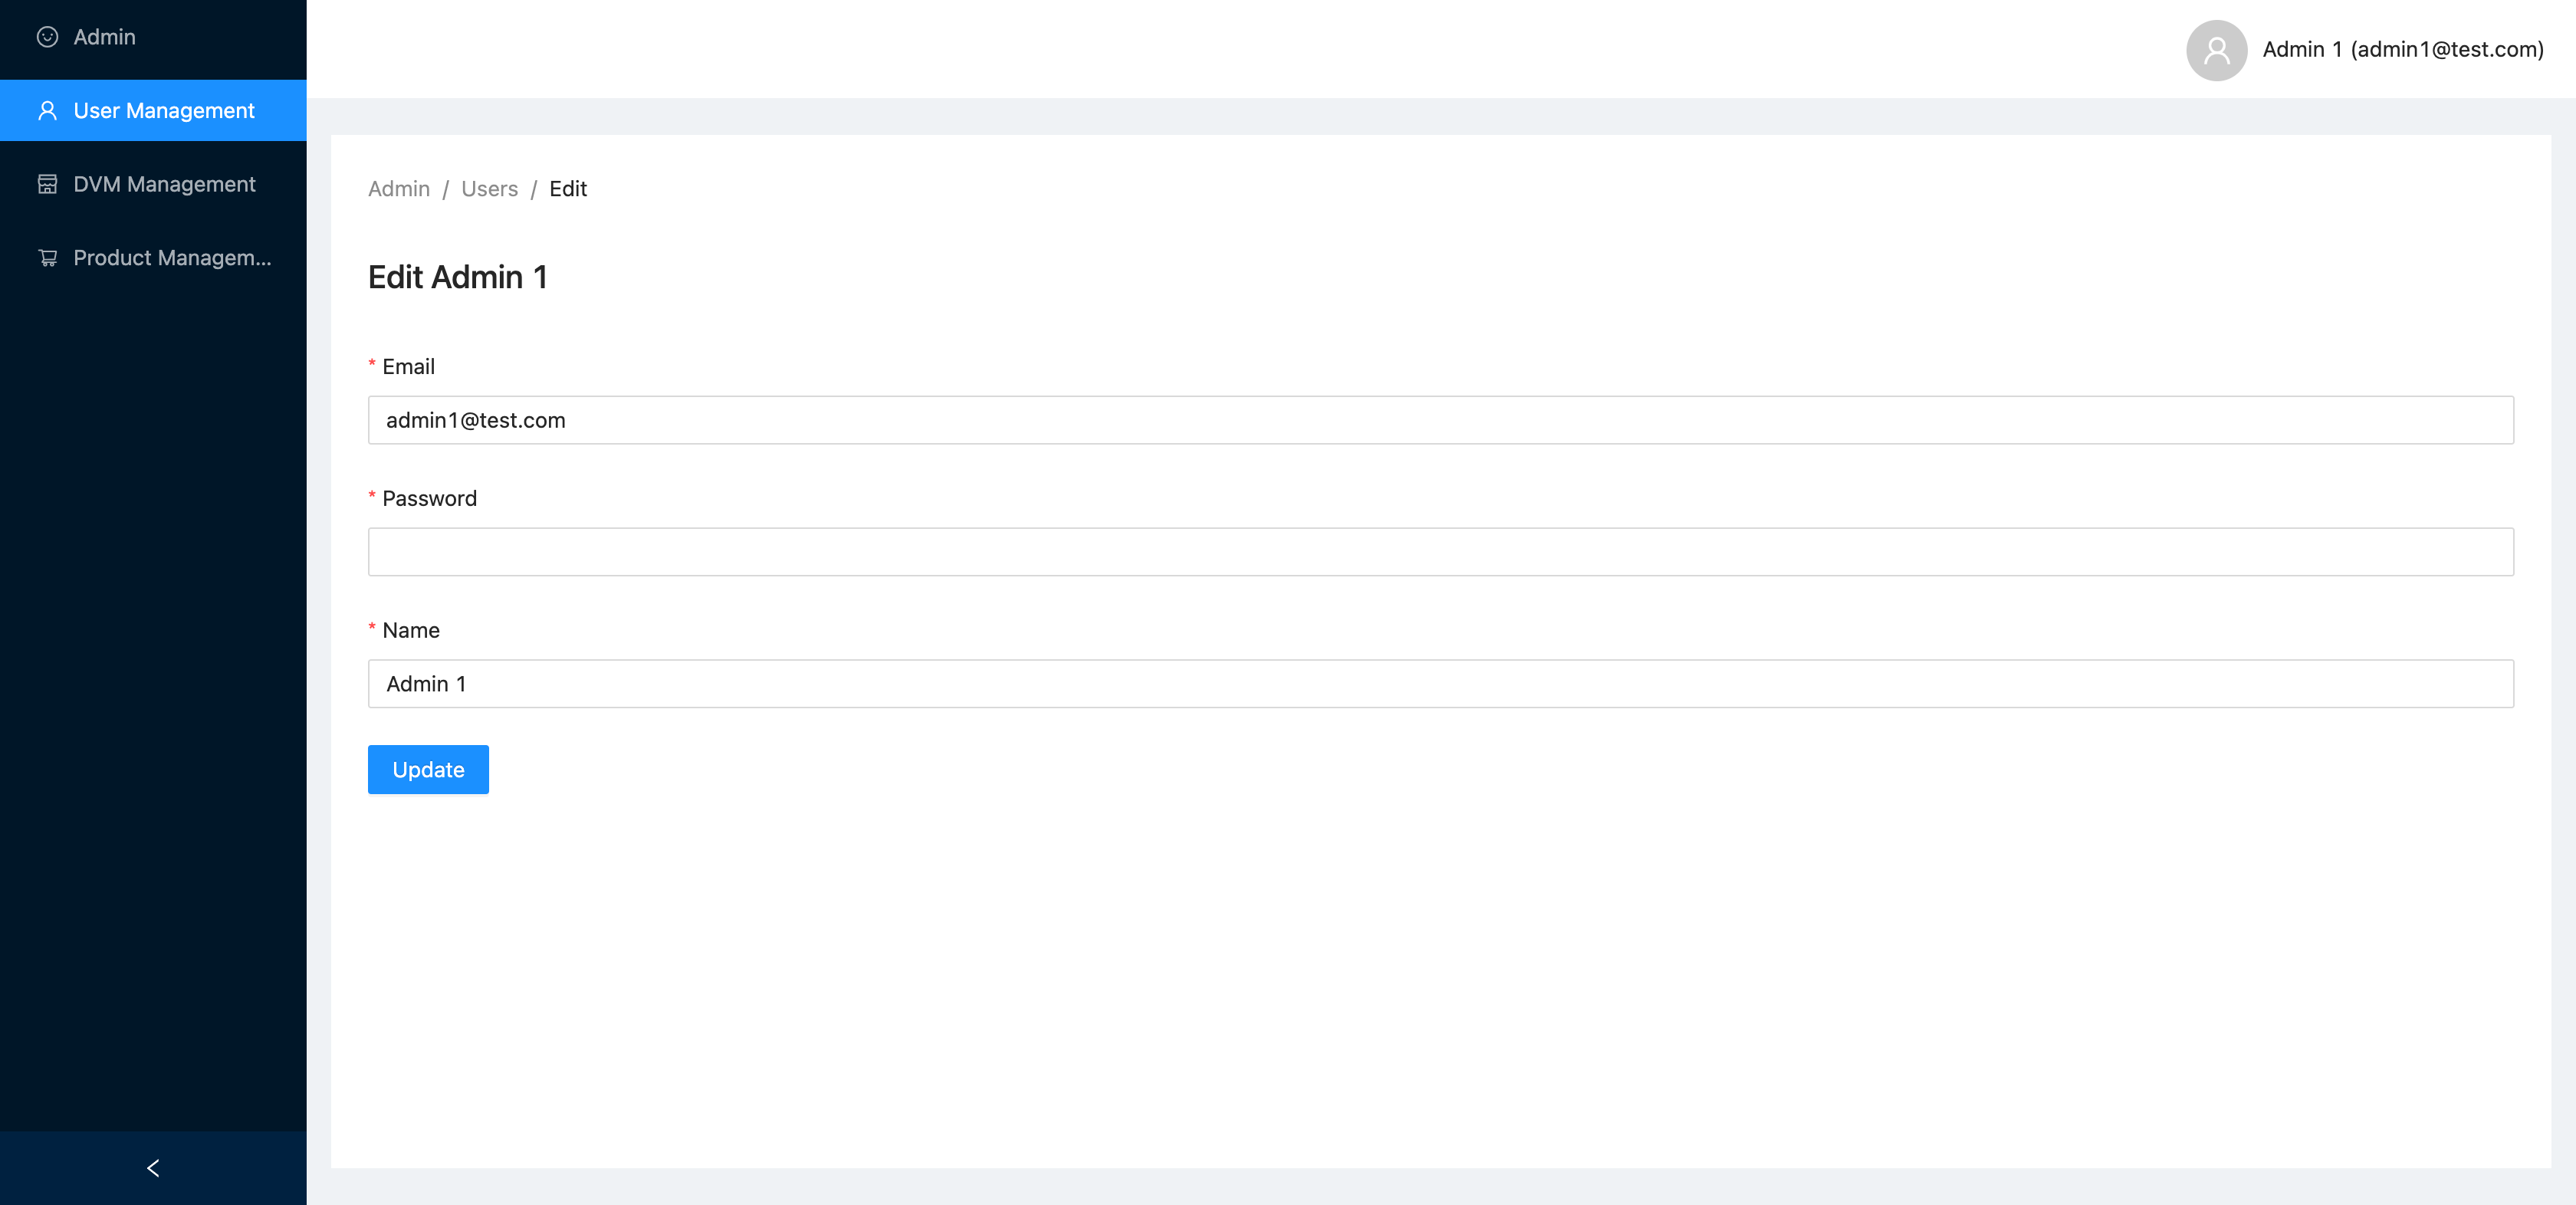 Admin
User Management
DVM Management
Product Managem...
Admin 1 (admin1@test.com)
Admin / Users / Edit
Edit Admin 1
* Email
admin1@test.com
* Password
* Name
Admin 1
Update